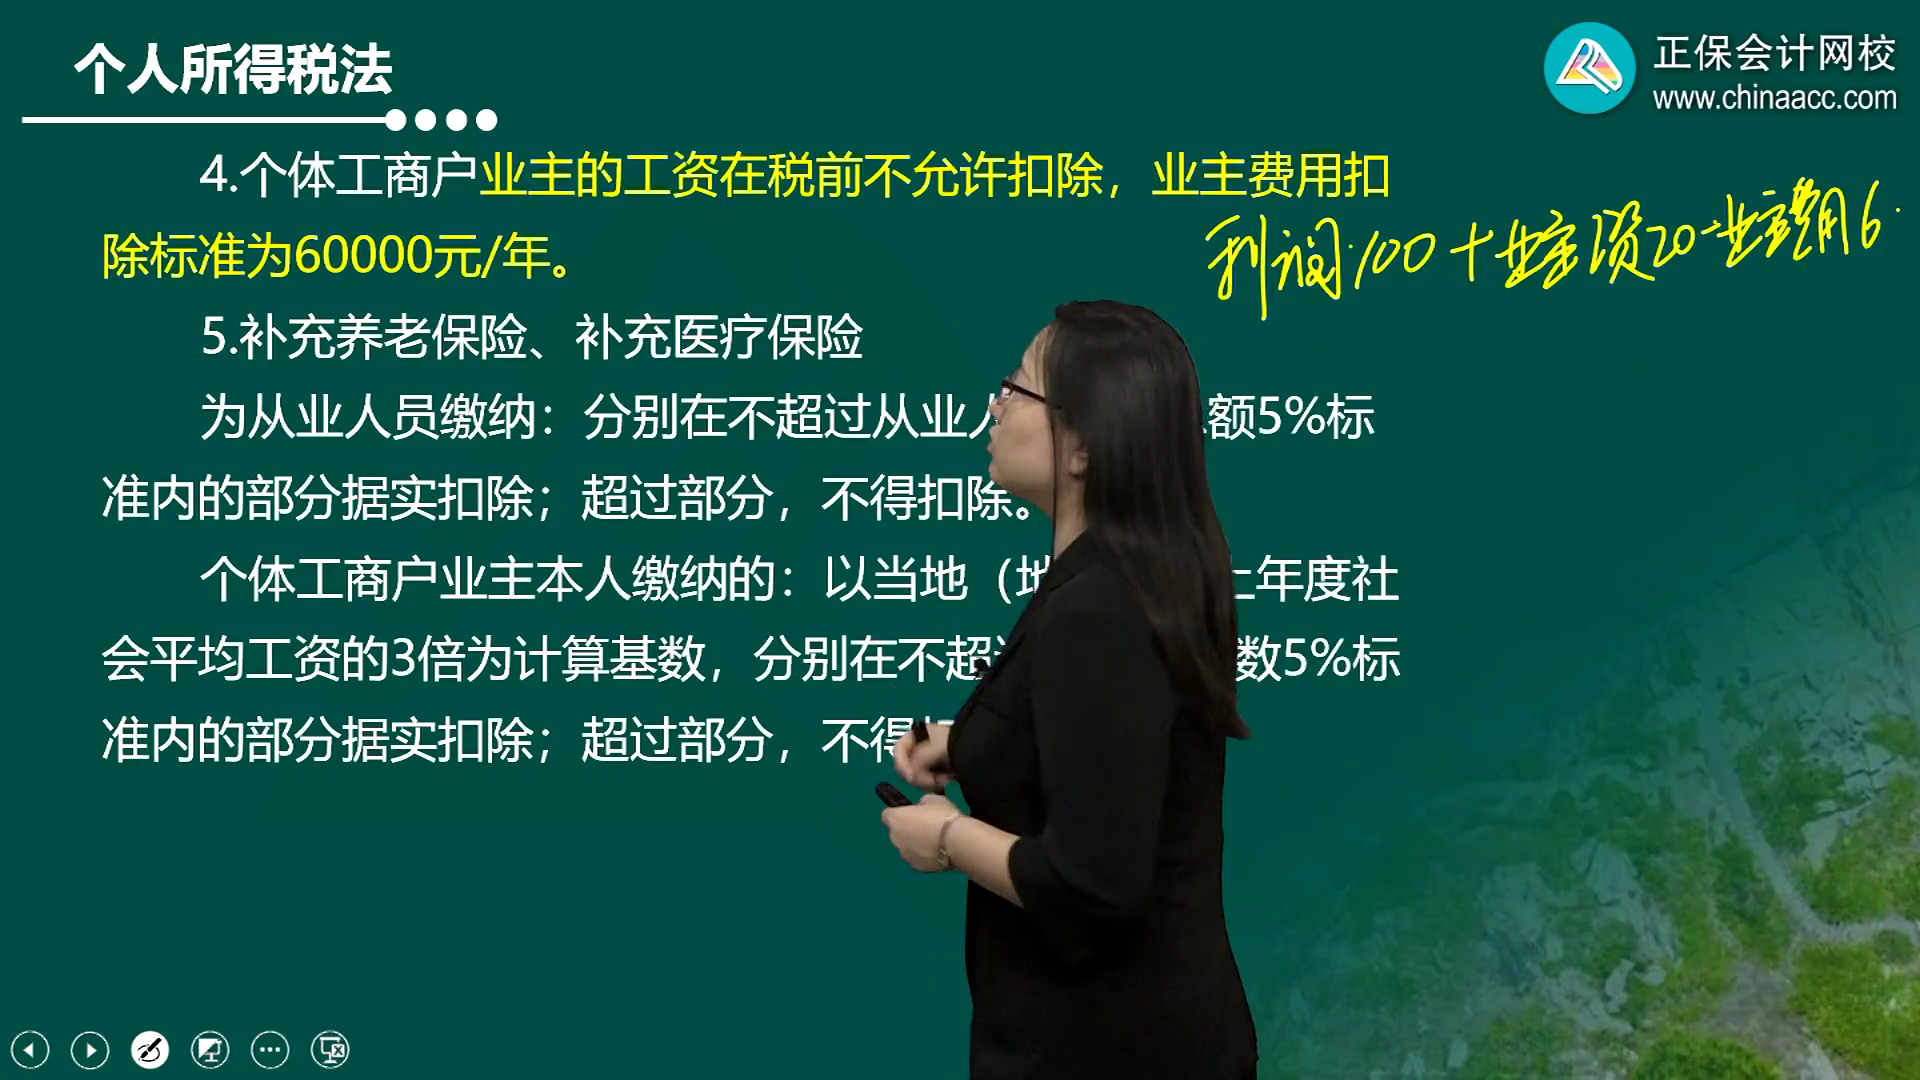 个人所得税法
正保会计网校
www.chinaacc.com
4.个体工商户业主的工资在税前不允许扣除，业主费用扣
除标准为60000元/年。
利润100+业主工资20-业主费用6
5.补充养老保险、补充医疗保险
为从业人员缴纳：分别在不超过从业人 额5%标
准内的部分据实扣除；超过部分，不得扣除。
个体工商户业主本人缴纳的：以当地（地 上年度社
会平均工资的3倍为计算基数，分别在不超过 数5%标
准内的部分据实扣除；超过部分，不得扣